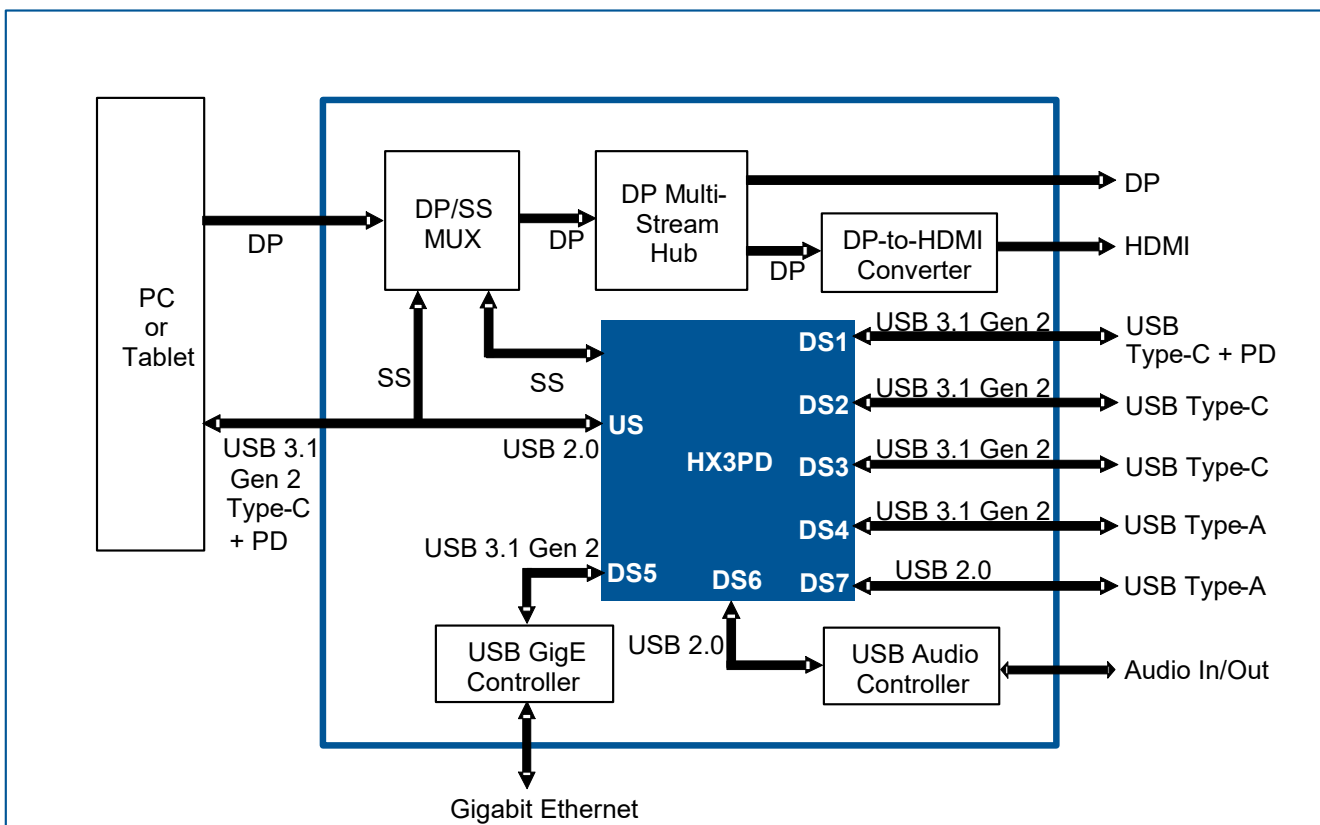 PC
or
Tablet
DP
DP/SS
MUX
DP
DP Multi-
Stream
Hub
DP
DP
DP-to-HDMI
Converter
HDMI
SS
SS
USB 3.1
Gen 2
Type-C
+ PD
USB 2.0
US
HX3PD
DS1
USB 3.1 Gen 2
USB
Type-C + PD
DS2
USB 3.1 Gen 2
USB Type-C
DS3
USB 3.1 Gen 2
USB Type-C
DS4
USB 3.1 Gen 2
USB Type-A
DS7
USB 2.0
USB Type-A
USB 3.1 Gen 2
DS5
DS6
USB 2.0
USB GigE
Controller
USB Audio
Controller
Audio In/Out
Gigabit Ethernet